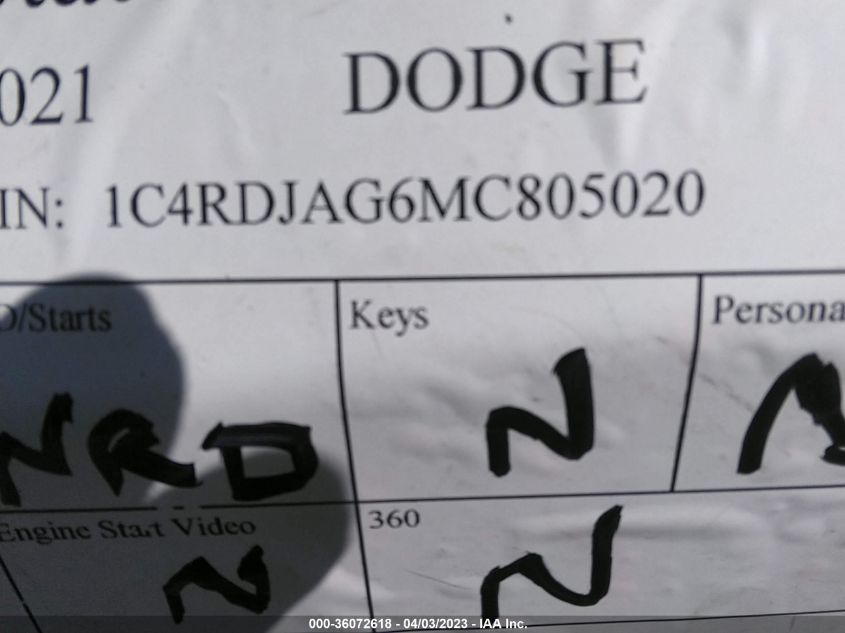 021 DODGE
IN: 1C4RDJAG6MC805020
D/Starts Keys Persona
NRD N N
Engine Start Video 360
N N
000-36072618 - 04/03/2023 - IAA Inc.